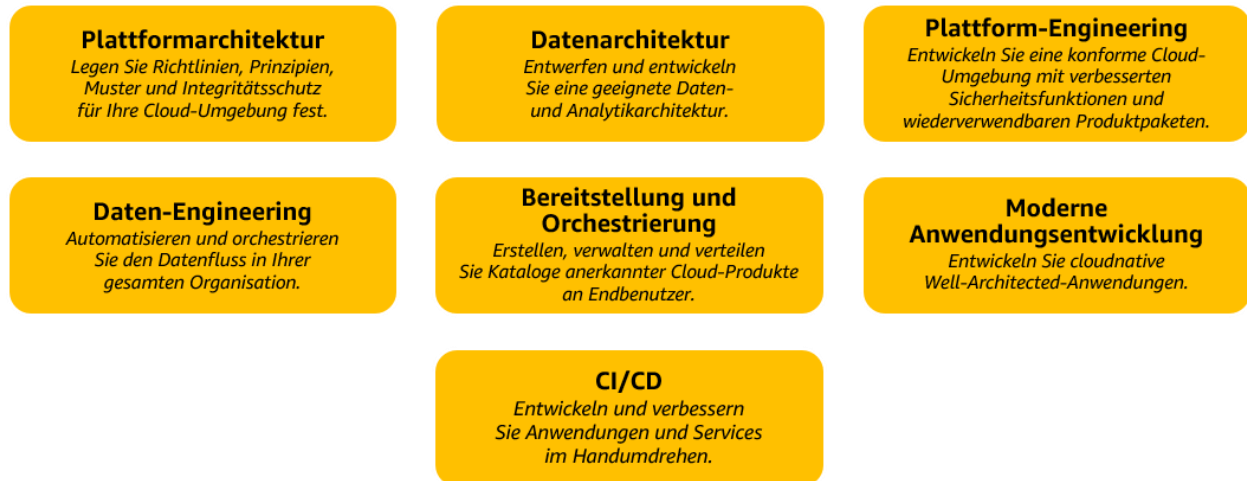 Plattformarchitektur
Legen Sie Richtlinien, Prinzipien,
Muster und Integritätsschutz
für Ihre Cloud-Umgebung fest.
Datenarchitektur
Entwerfen und entwickeln
Sie eine geeignete Daten-
und Analytikarchitektur.
Plattform-Engineering
Entwickeln Sie eine konforme Cloud-
Umgebung mit verbesserten
Sicherheitsfunktionen und
wiederverwendbaren Produktpaketen.
Daten-Engineering
Automatisieren und orchestrieren
Sie den Datenfluss in Ihrer
gesamten Organisation.
Bereitstellung und
Orchestrierung
Erstellen, verwalten und verteilen
Sie Kataloge anerkannter Cloud-Produkte
an Endbenutzer.
Moderne
Anwendungsentwicklung
Entwickeln Sie cloudnative
Well-Architected-Anwendungen.
CI/CD
Entwickeln und verbessern
Sie Anwendungen und Services
im Handumdrehen.